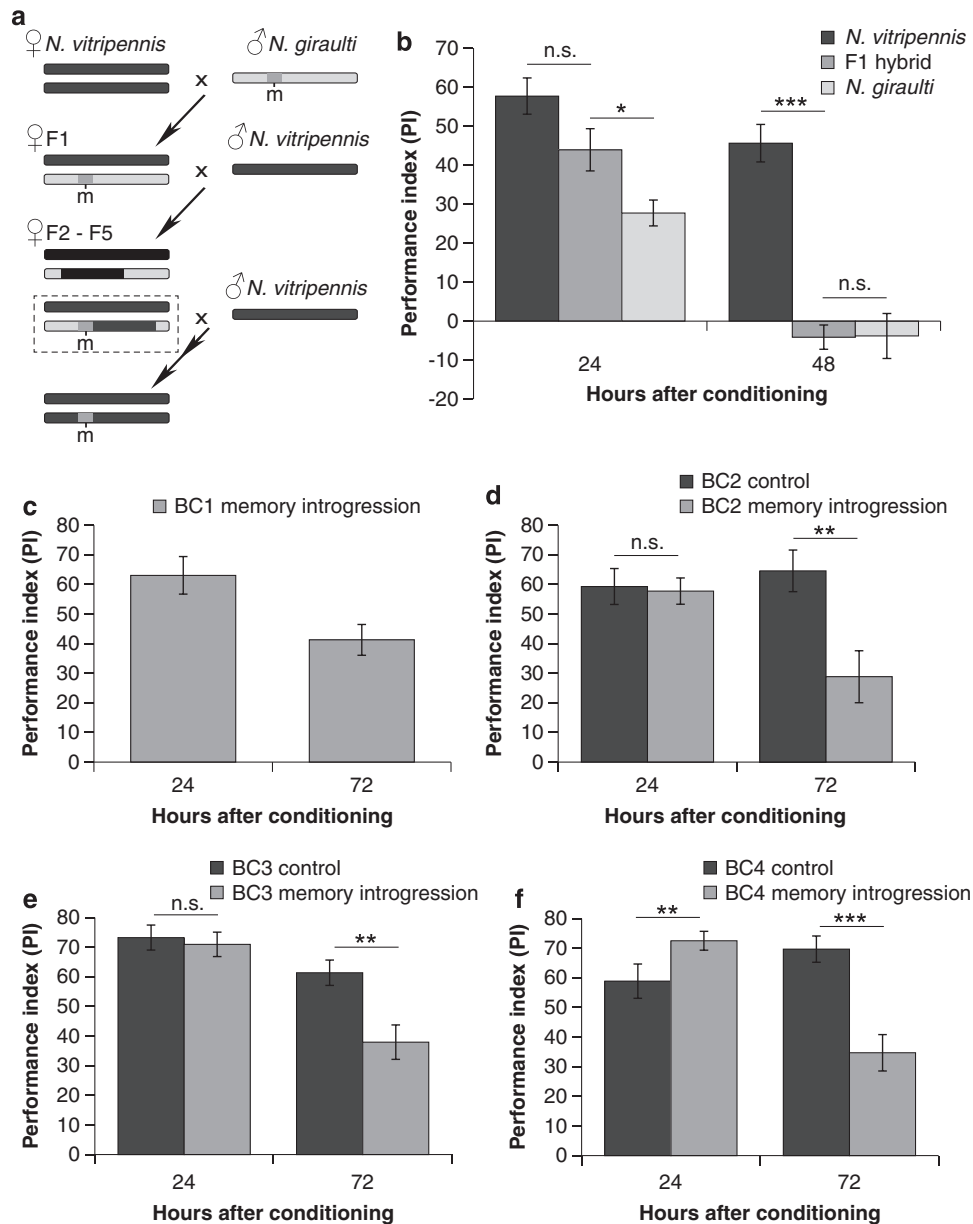 a
♀ N. vitripennis
♂ N. giraulti
x
m
♀ F1
♂ N. vitripennis
x
m
♀ F2 - F5
♂ N. vitripennis
x
m
m
b
N. vitripennis
F1 hybrid
N. giraulti
Performance index (PI)
70
60
50
40
30
20
10
0
-10
-20
n.s.
*
***
n.s.
24
48
Hours after conditioning
c
BC1 memory introgression
Performance index (PI)
80
70
60
50
40
30
20
10
0
24
72
Hours after conditioning
d
BC2 control
BC2 memory introgression
Performance index (PI)
80
70
60
50
40
30
20
10
0
n.s.
**
24
72
Hours after conditioning
e
BC3 control
BC3 memory introgression
Performance index (PI)
80
70
60
50
40
30
20
10
0
n.s.
**
24
72
Hours after conditioning
f
BC4 control
BC4 memory introgression
Performance index (PI)
80
70
60
50
40
30
20
10
0
**
***
24
72
Hours after conditioning